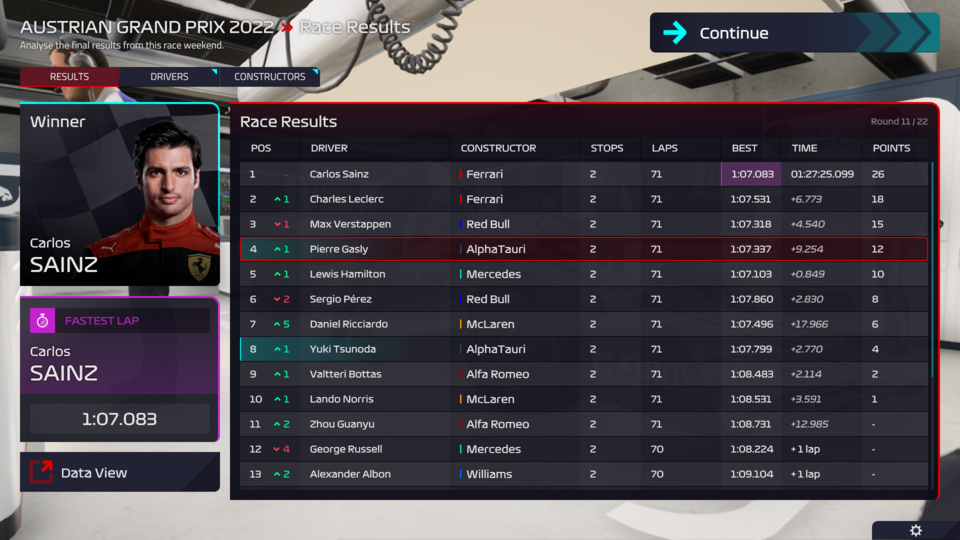 AUSTRIAN GRAND PRIX 2022 » Race Results
Analyse the final results from this race weekend.
Continue
RESULTS DRIVERS CONSTRUCTORS
Winner
Carlos
SAINZ
FASTEST LAP
Carlos
SAINZ
1:07.083
Data View
Race Results
Round 11 / 22
POS DRIVER CONSTRUCTOR STOPS LAPS BEST TIME POINTS
1 - Carlos Sainz Ferrari 2 71 1:07.083 01:27:25.099 26
2 1 Charles Leclerc Ferrari 2 71 1:07.531 +6.773 18
3 1 Max Verstappen Red Bull 2 71 1:07.318 +4.540 15
4 1 Pierre Gasly AlphaTauri 2 71 1:07.337 +9.254 12
5 1 Lewis Hamilton Mercedes 2 71 1:07.103 +0.849 10
6 2 Sergio Pérez Red Bull 2 71 1:07.860 +2.830 8
7 5 Daniel Ricciardo McLaren 2 71 1:07.496 +17.966 6
8 1 Yuki Tsunoda AlphaTauri 2 71 1:07.799 +2.770 4
9 1 Valtteri Bottas Alfa Romeo 2 71 1:08.483 +2.114 2
10 1 Lando Norris McLaren 2 71 1:08.531 +3.591 1
11 2 Zhou Guanyu Alfa Romeo 2 71 1:08.731 +12.985 -
12 4 George Russell Mercedes 2 70 1:08.224 + 1 lap -
13 2 Alexander Albon Williams 2 70 1:09.104 + 1 lap -